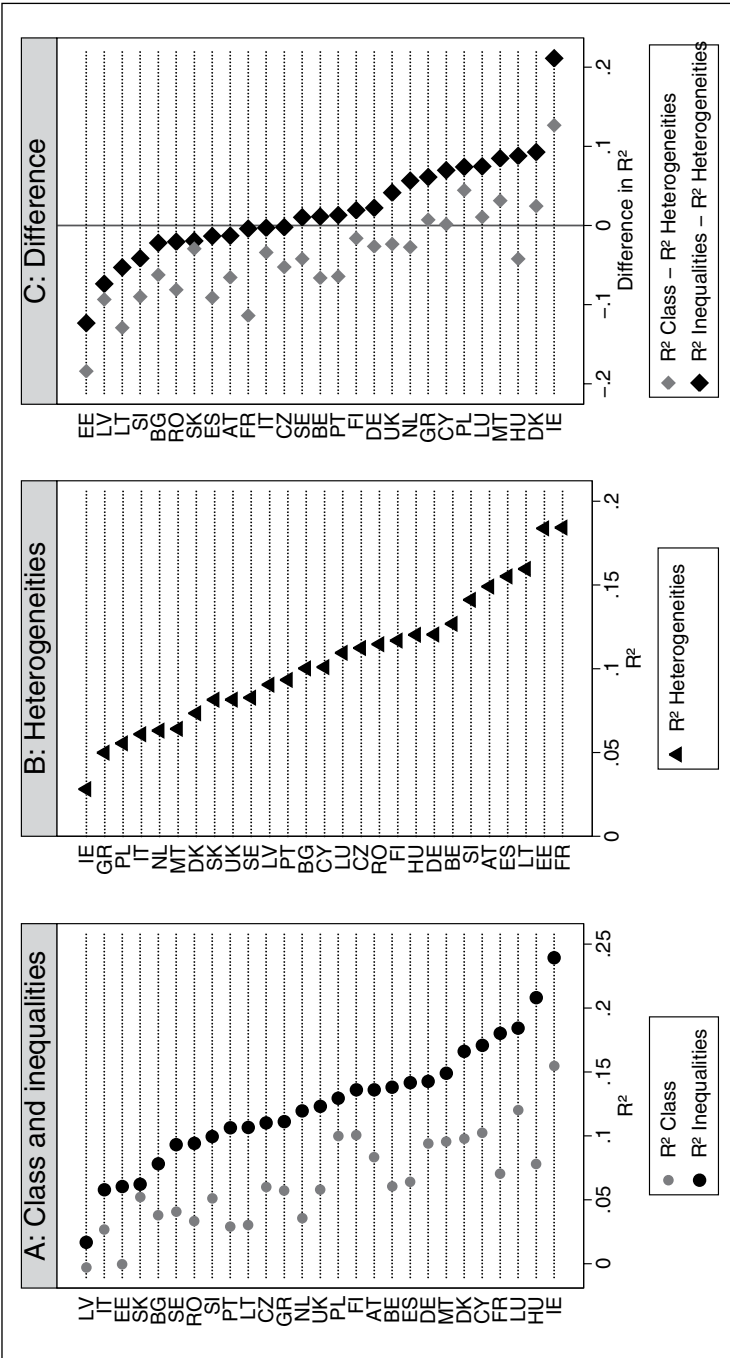 A: Class and inequalities
LV
IT
EE
SK
BG
SE
RO
SI
PT
LT
CZ
GR
NL
UK
PL
FI
AT
BE
ES
DE
MT
DK
CY
FR
LU
HU
IE
0 .05 .1 .15 .2 .25
R²
R² Class
R² Inequalities
B: Heterogeneities
IE
GR
PL
IT
NL
MT
DK
SK
UK
SE
LV
PT
BG
CY
LU
CZ
RO
FI
HU
DE
BE
SI
AT
ES
LT
EE
FR
0 .05 .1 .15 .2
R²
R² Heterogeneities
C: Difference
EE
LV
LT
SI
BG
RO
SK
ES
AT
FR
IT
CZ
SE
BE
PT
FI
DE
UK
NL
GR
CY
PL
LU
MT
HU
DK
IE
-.2 -.1 0 .1 .2
Difference in R²
R² Class – R² Heterogeneities
R² Inequalities – R² Heterogeneities